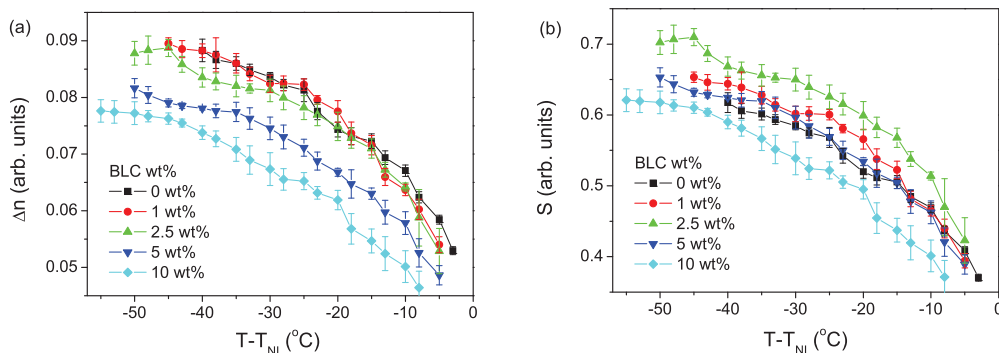 (a)
0.09
0.08
0.07
0.06
0.05
Δn (arb. units)
BLC wt%
0 wt%
1 wt%
2.5 wt%
5 wt%
10 wt%
-50 -40 -30 -20 -10 0
T-T_NI (°C)
(b)
0.7
0.6
0.5
0.4
S (arb. units)
BLC wt%
0 wt%
1 wt%
2.5 wt%
5 wt%
10 wt%
-50 -40 -30 -20 -10 0
T-T_NI (°C)